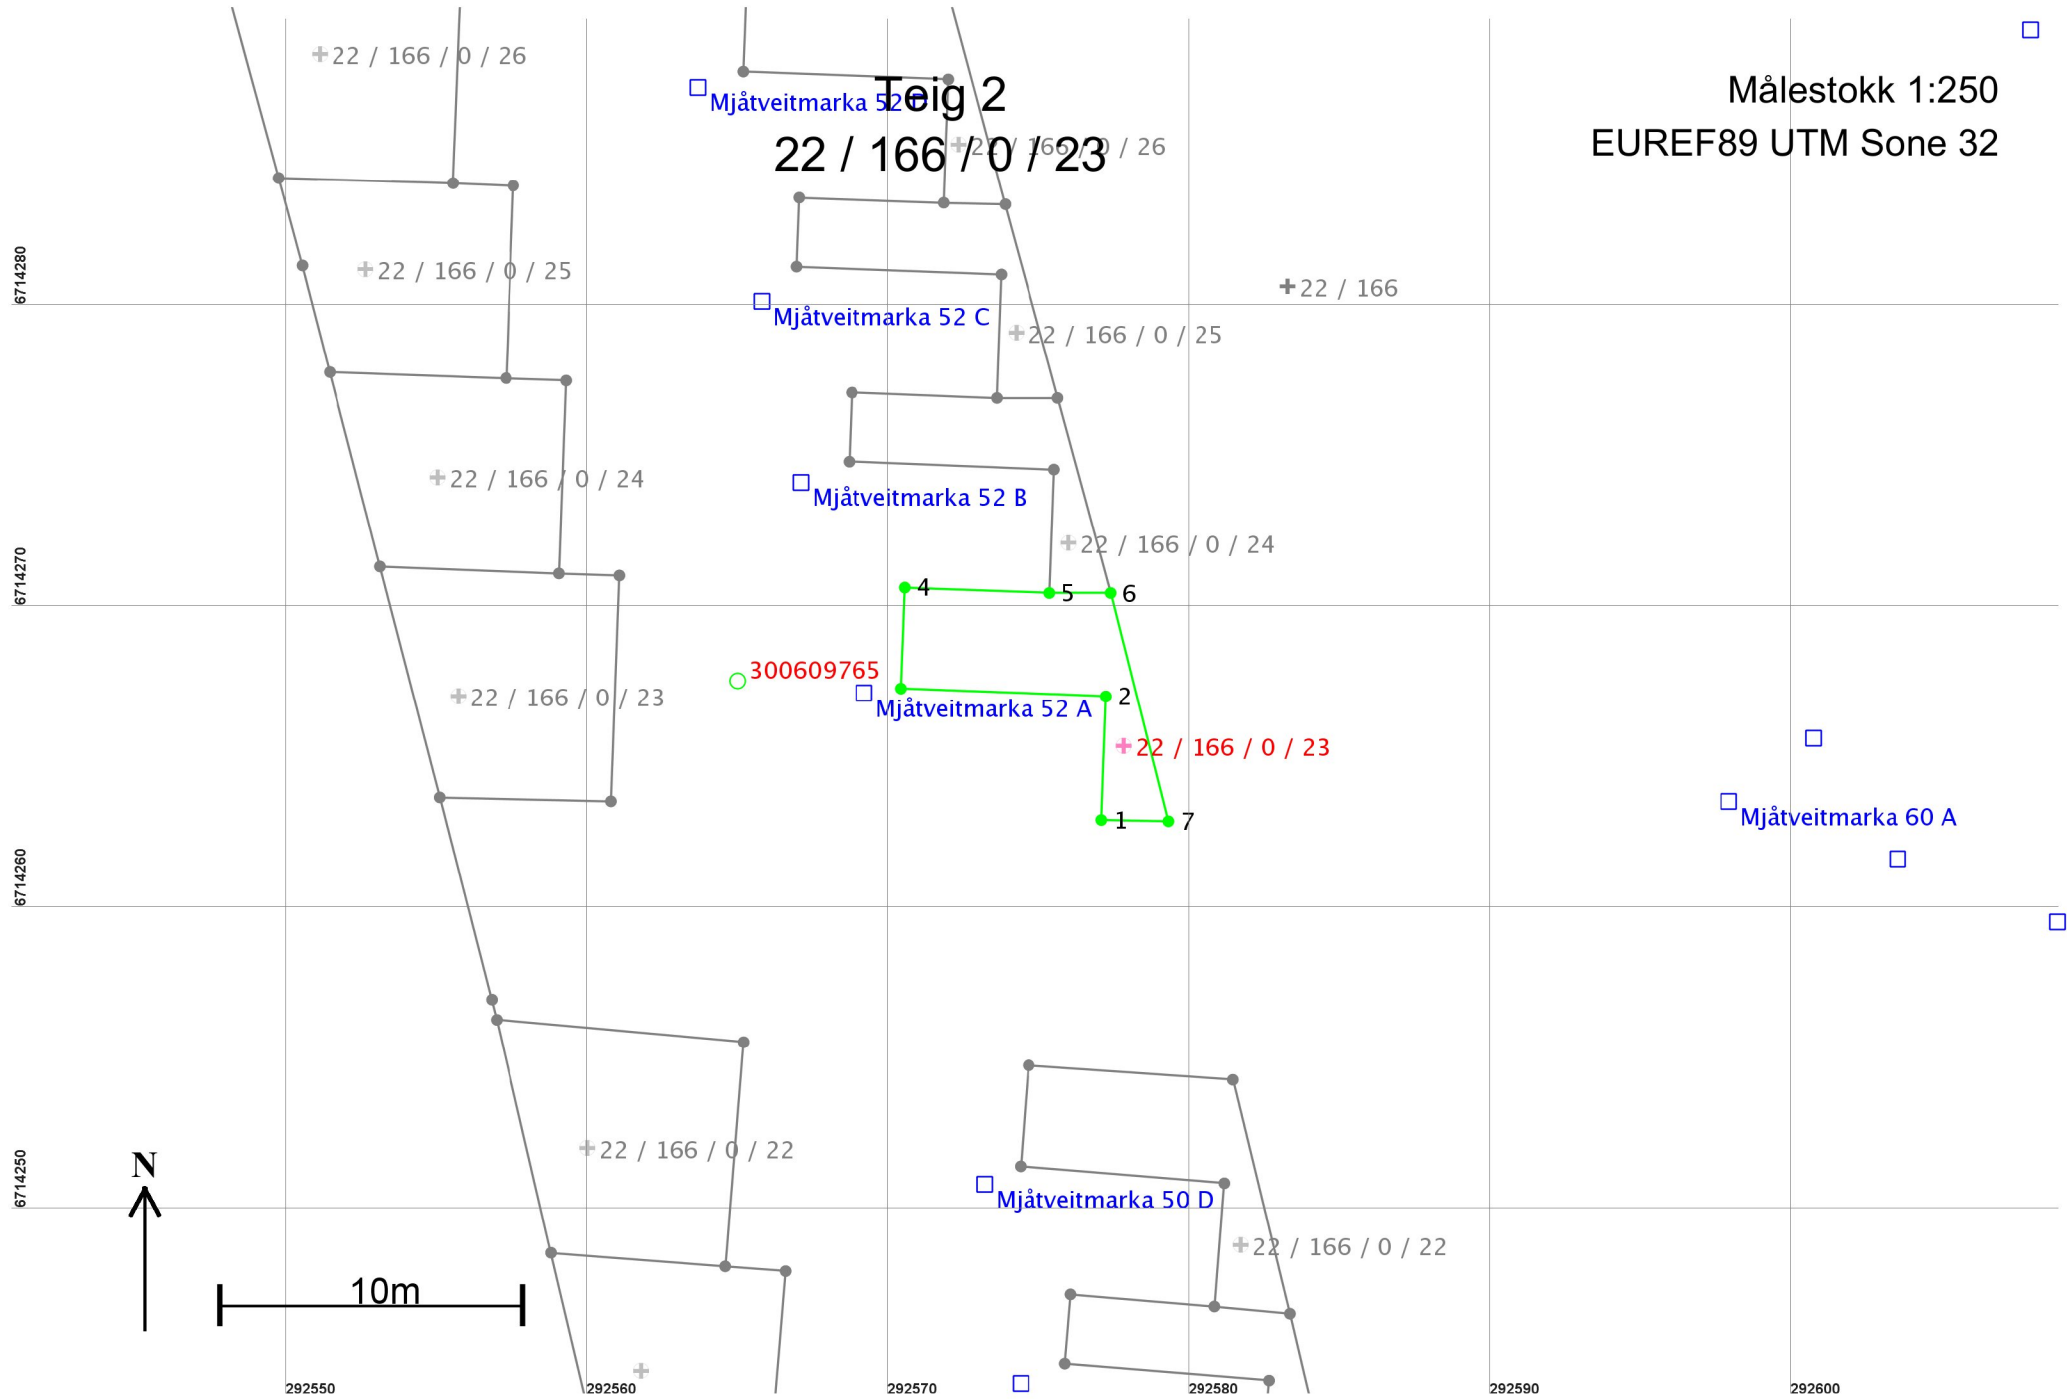 22 / 166 / 0 / 26
Teig 2
Målestokk 1:250
Mjåtveitmarka 52 D
22 / 166 / 0 / 23
22 / 166 / 0 / 26
EUREF89 UTM Sone 32
6714280
22 / 166 / 0 / 25
22 / 166
Mjåtveitmarka 52 C
22 / 166 / 0 / 25
22 / 166 / 0 / 24
Mjåtveitmarka 52 B
22 / 166 / 0 / 24
6714270
4
5
6
300609765
22 / 166 / 0 / 23
2
Mjåtveitmarka 52 A
22 / 166 / 0 / 23
1
7
Mjåtveitmarka 60 A
6714260
22 / 166 / 0 / 22
N
6714250
Mjåtveitmarka 50 D
22 / 166 / 0 / 22
10m
292550
292560
292570
292580
292590
292600